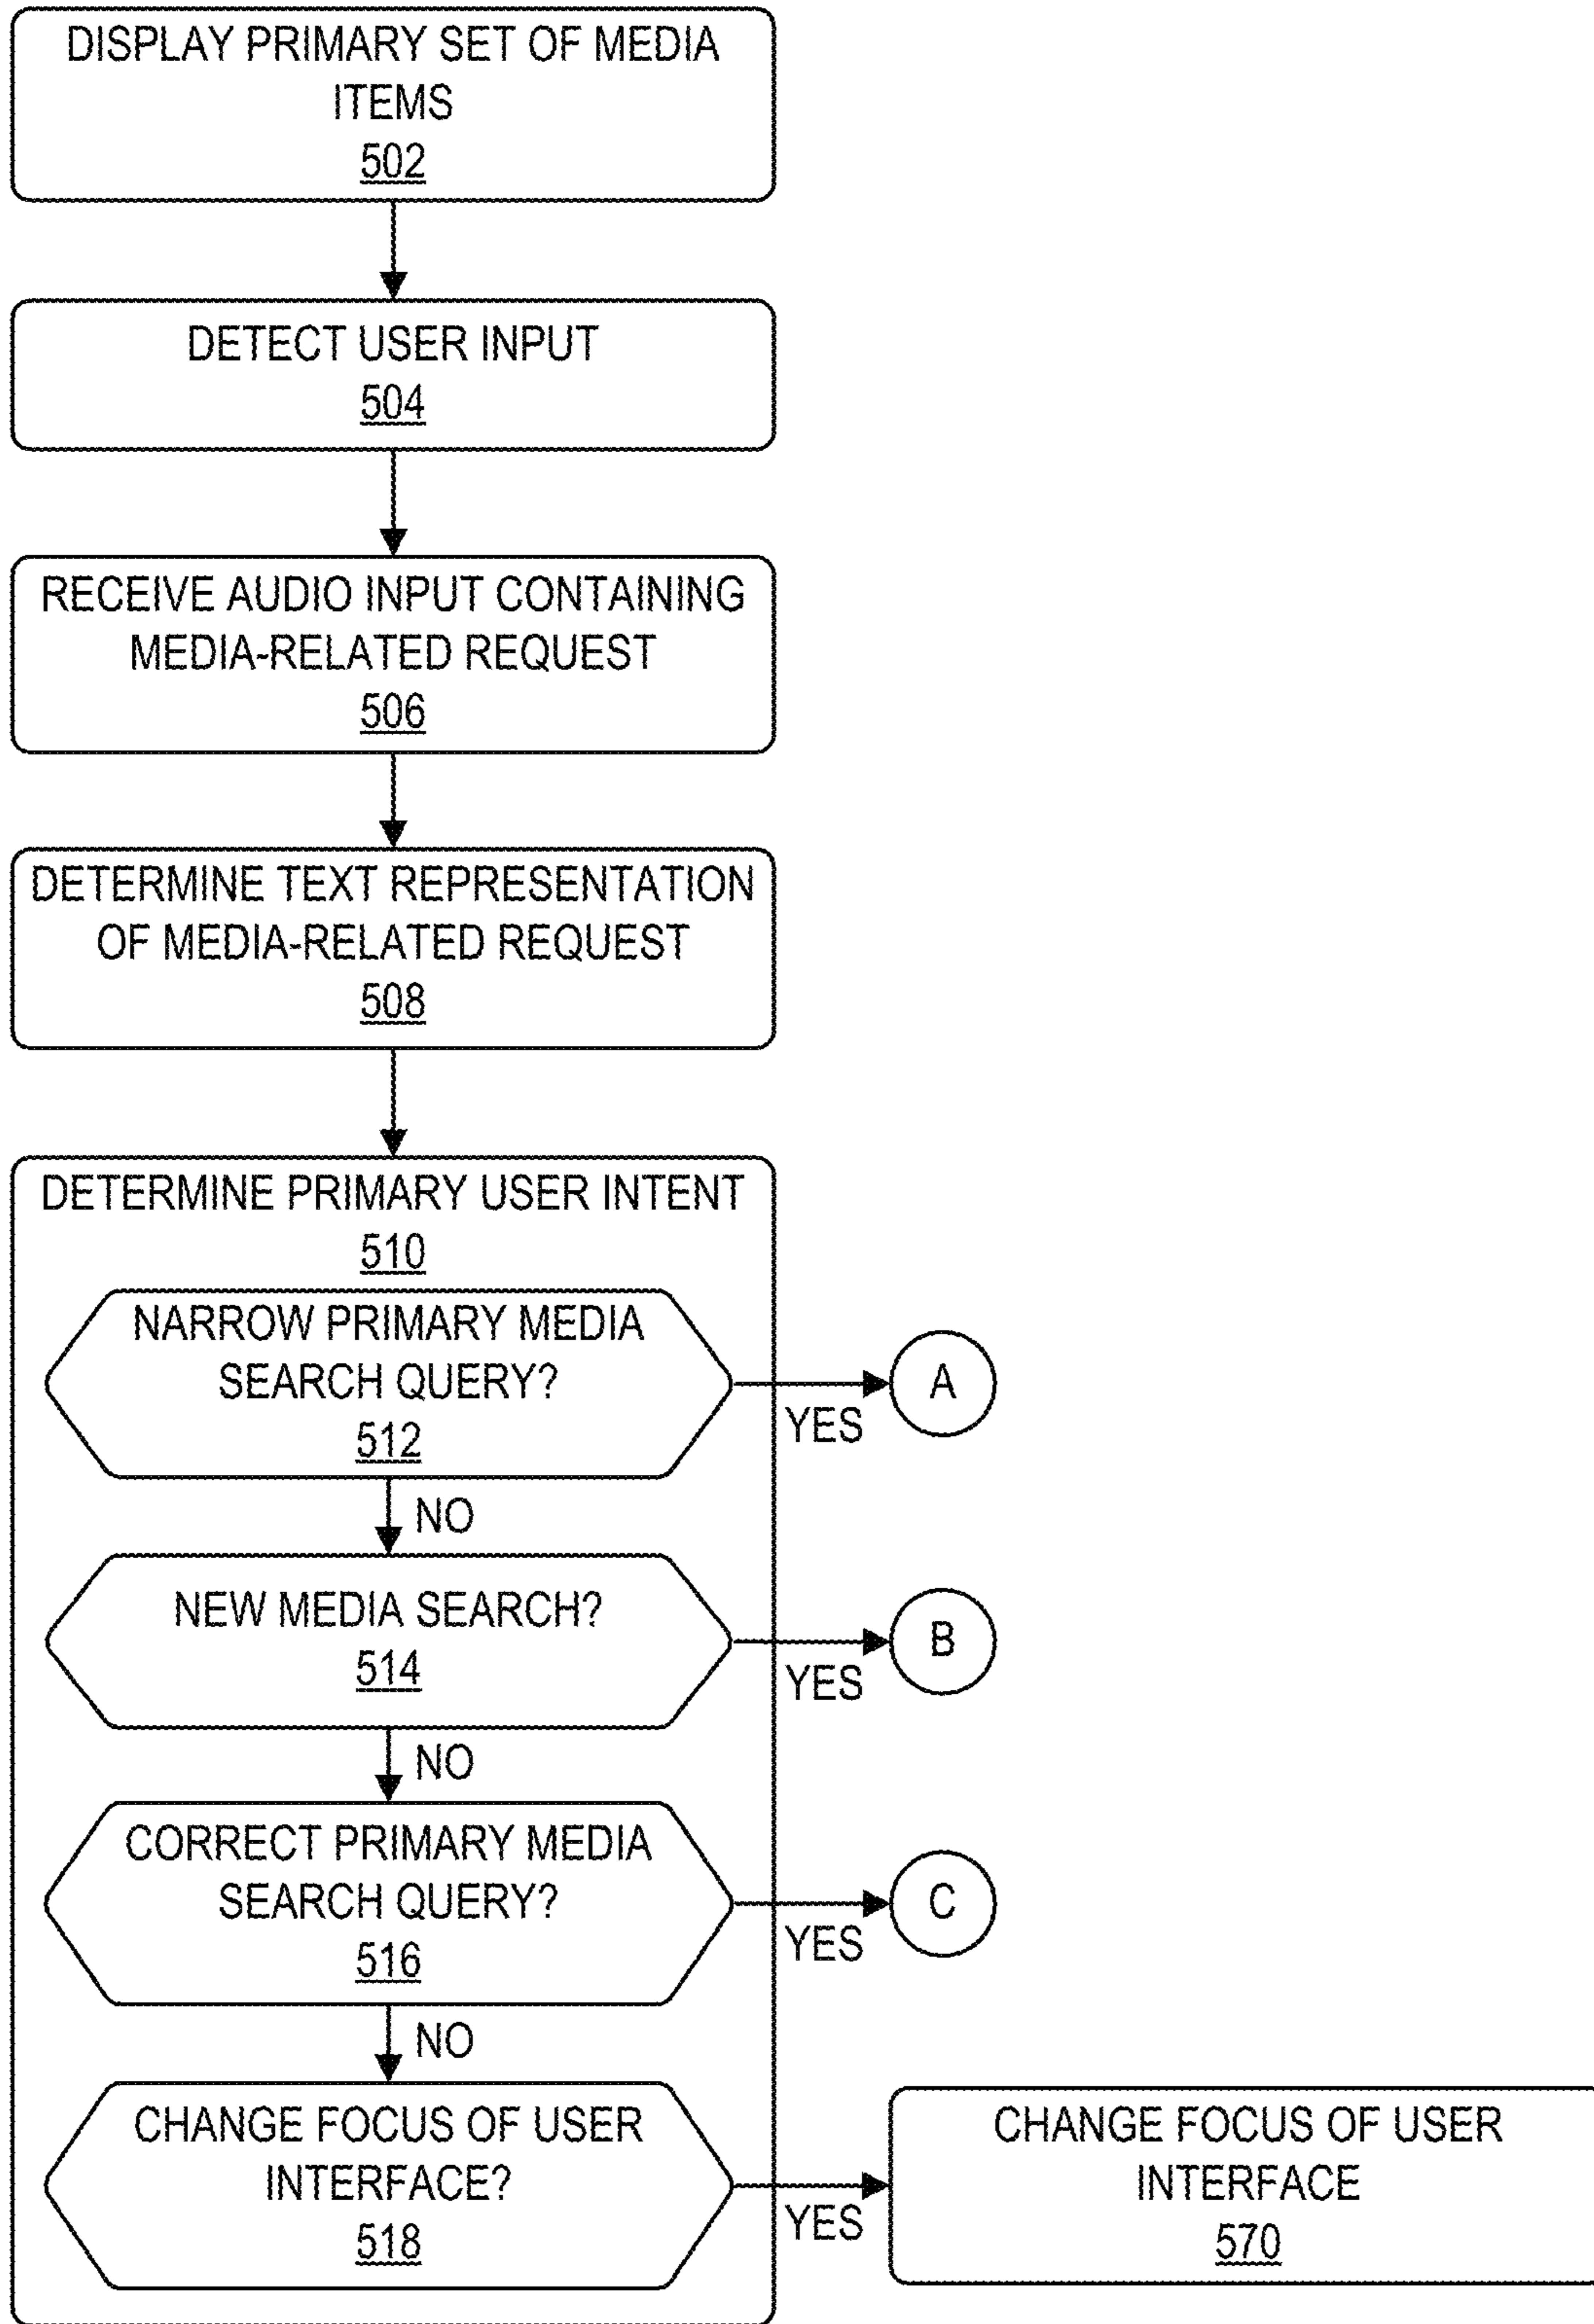 DISPLAY PRIMARY SET OF MEDIA
ITEMS
502
DETECT USER INPUT
504
RECEIVE AUDIO INPUT CONTAINING
MEDIA-RELATED REQUEST
506
DETERMINE TEXT REPRESENTATION
OF MEDIA-RELATED REQUEST
508
DETERMINE PRIMARY USER INTENT
510
NARROW PRIMARY MEDIA
SEARCH QUERY?
512
YES
A
NO
NEW MEDIA SEARCH?
514
YES
B
NO
CORRECT PRIMARY MEDIA
SEARCH QUERY?
516
YES
C
NO
CHANGE FOCUS OF USER
INTERFACE?
518
YES
CHANGE FOCUS OF USER
INTERFACE
570